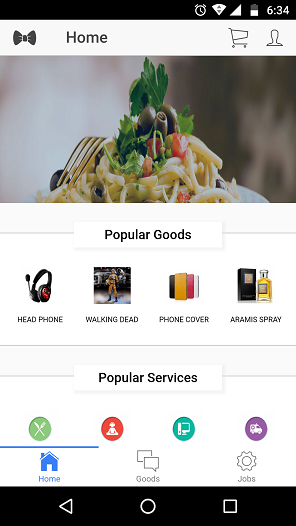 6:34
Home
Popular Goods
HEAD PHONE
WALKING DEAD
PHONE COVER
ARAMIS SPRAY
Popular Services
Home
Goods
Jobs